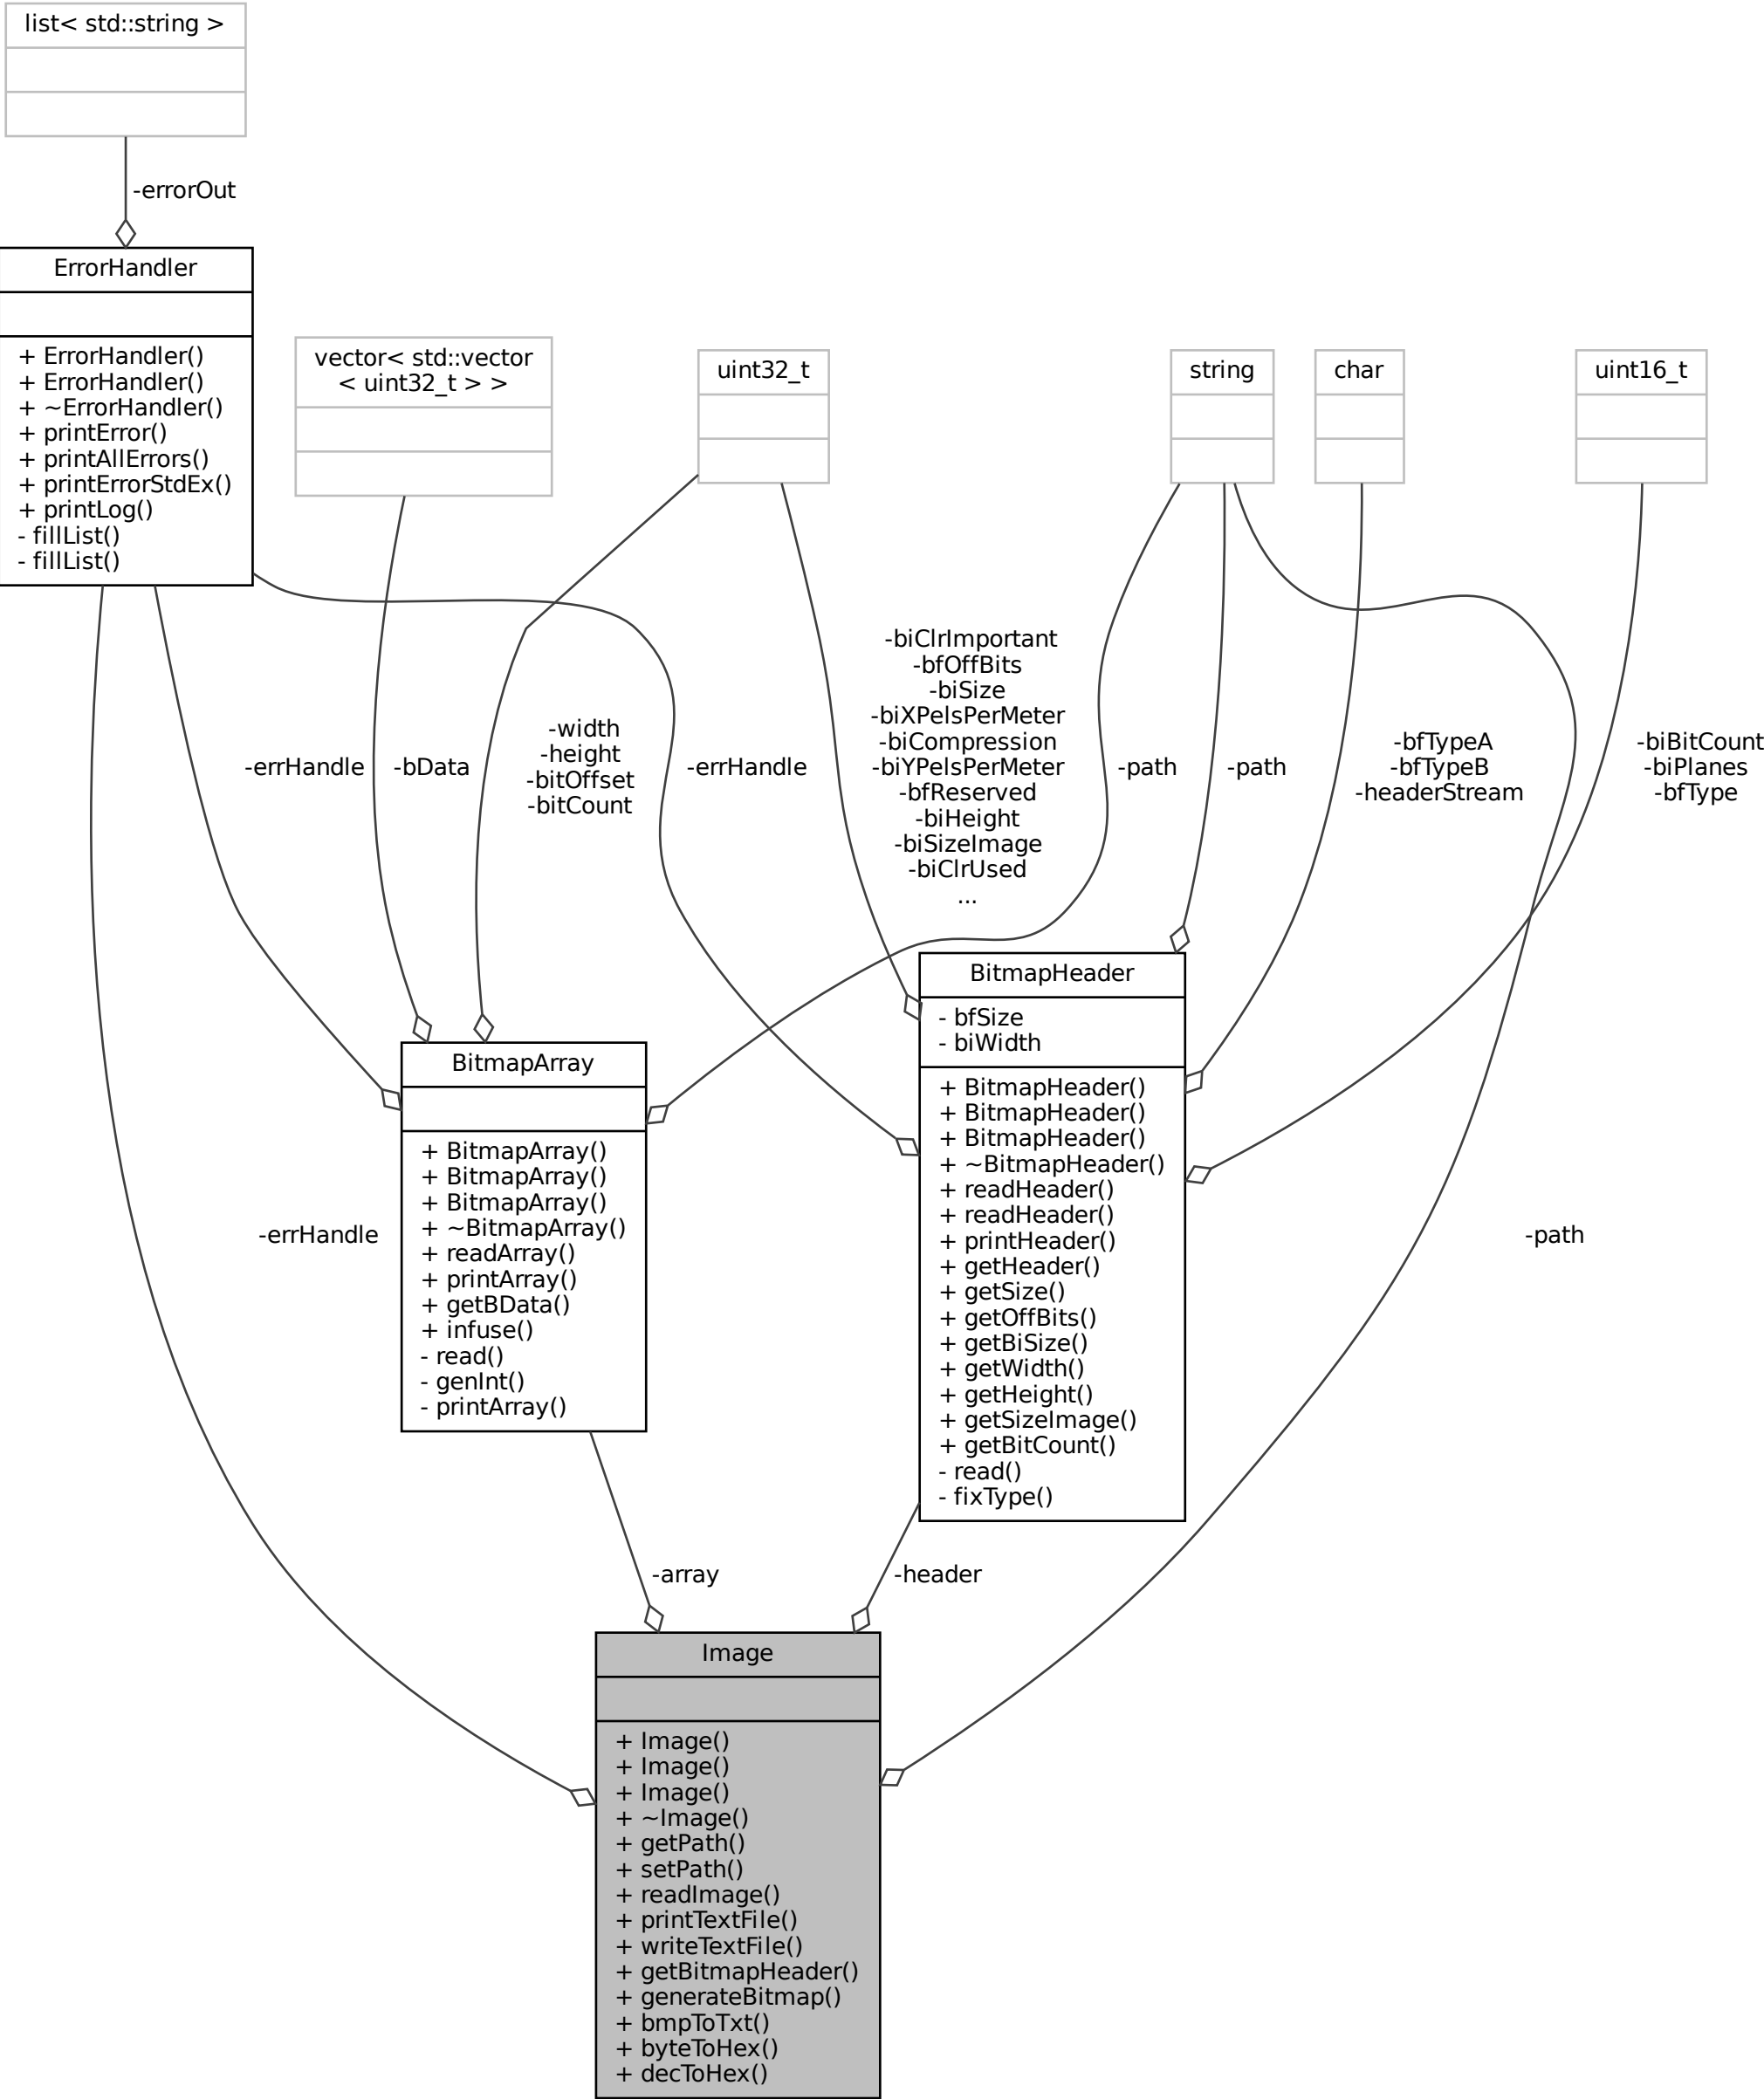 list< std::string >
-errorOut
ErrorHandler
+ ErrorHandler()
+ ErrorHandler()
+ ~ErrorHandler()
+ printError()
+ printAllErrors()
+ printErrorStdEx()
+ printLog()
- fillList()
- fillList()
vector< std::vector
< uint32_t > >
uint32_t
string
char
uint16_t
-errHandle
-bData
-width
-height
-bitOffset
-bitCount
-errHandle
-biClrImportant
-bfOffBits
-biSize
-biXPelsPerMeter
-biCompression
-biYPelsPerMeter
-bfReserved
-biHeight
-biSizeImage
-biClrUsed
...
-path
-path
-bfTypeA
-bfTypeB
-headerStream
-biBitCount
-biPlanes
-bfType
BitmapArray
+ BitmapArray()
+ BitmapArray()
+ BitmapArray()
+ ~BitmapArray()
+ readArray()
+ printArray()
+ getBData()
+ infuse()
- read()
- genInt()
- printArray()
BitmapHeader
- bfSize
- biWidth
+ BitmapHeader()
+ BitmapHeader()
+ BitmapHeader()
+ ~BitmapHeader()
+ readHeader()
+ readHeader()
+ printHeader()
+ getHeader()
+ getSize()
+ getOffBits()
+ getBiSize()
+ getWidth()
+ getHeight()
+ getSizeImage()
+ getBitCount()
- read()
- fixType()
-errHandle
-path
-array
-header
Image
+ Image()
+ Image()
+ Image()
+ ~Image()
+ getPath()
+ setPath()
+ readImage()
+ printTextFile()
+ writeTextFile()
+ getBitmapHeader()
+ generateBitmap()
+ bmpToTxt()
+ byteToHex()
+ decToHex()